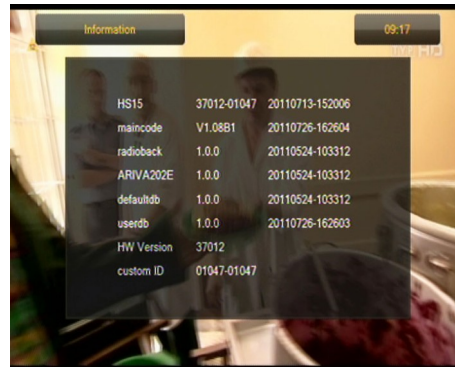 Information 09:17
HD
HS15 37012-01047 20110713-152006
maincode V1.08B1 20110726-162604
radioback 1.0.0 20110524-103312
ARIVA202E 1.0.0 20110524-103312
defaultdb 1.0.0 20110524-103312
userdb 1.0.0 20110726-162603
HW Version 37012
custom ID 01047-01047